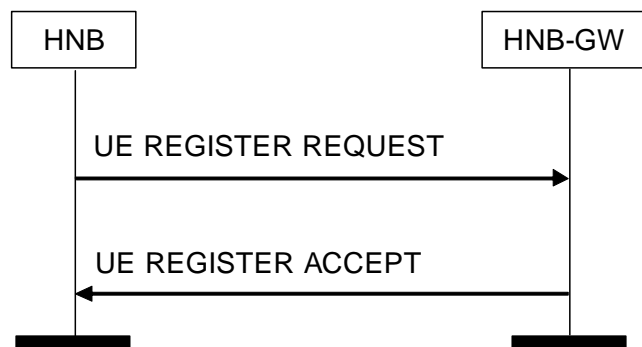 HNB
HNB-GW
UE REGISTER REQUEST
UE REGISTER ACCEPT